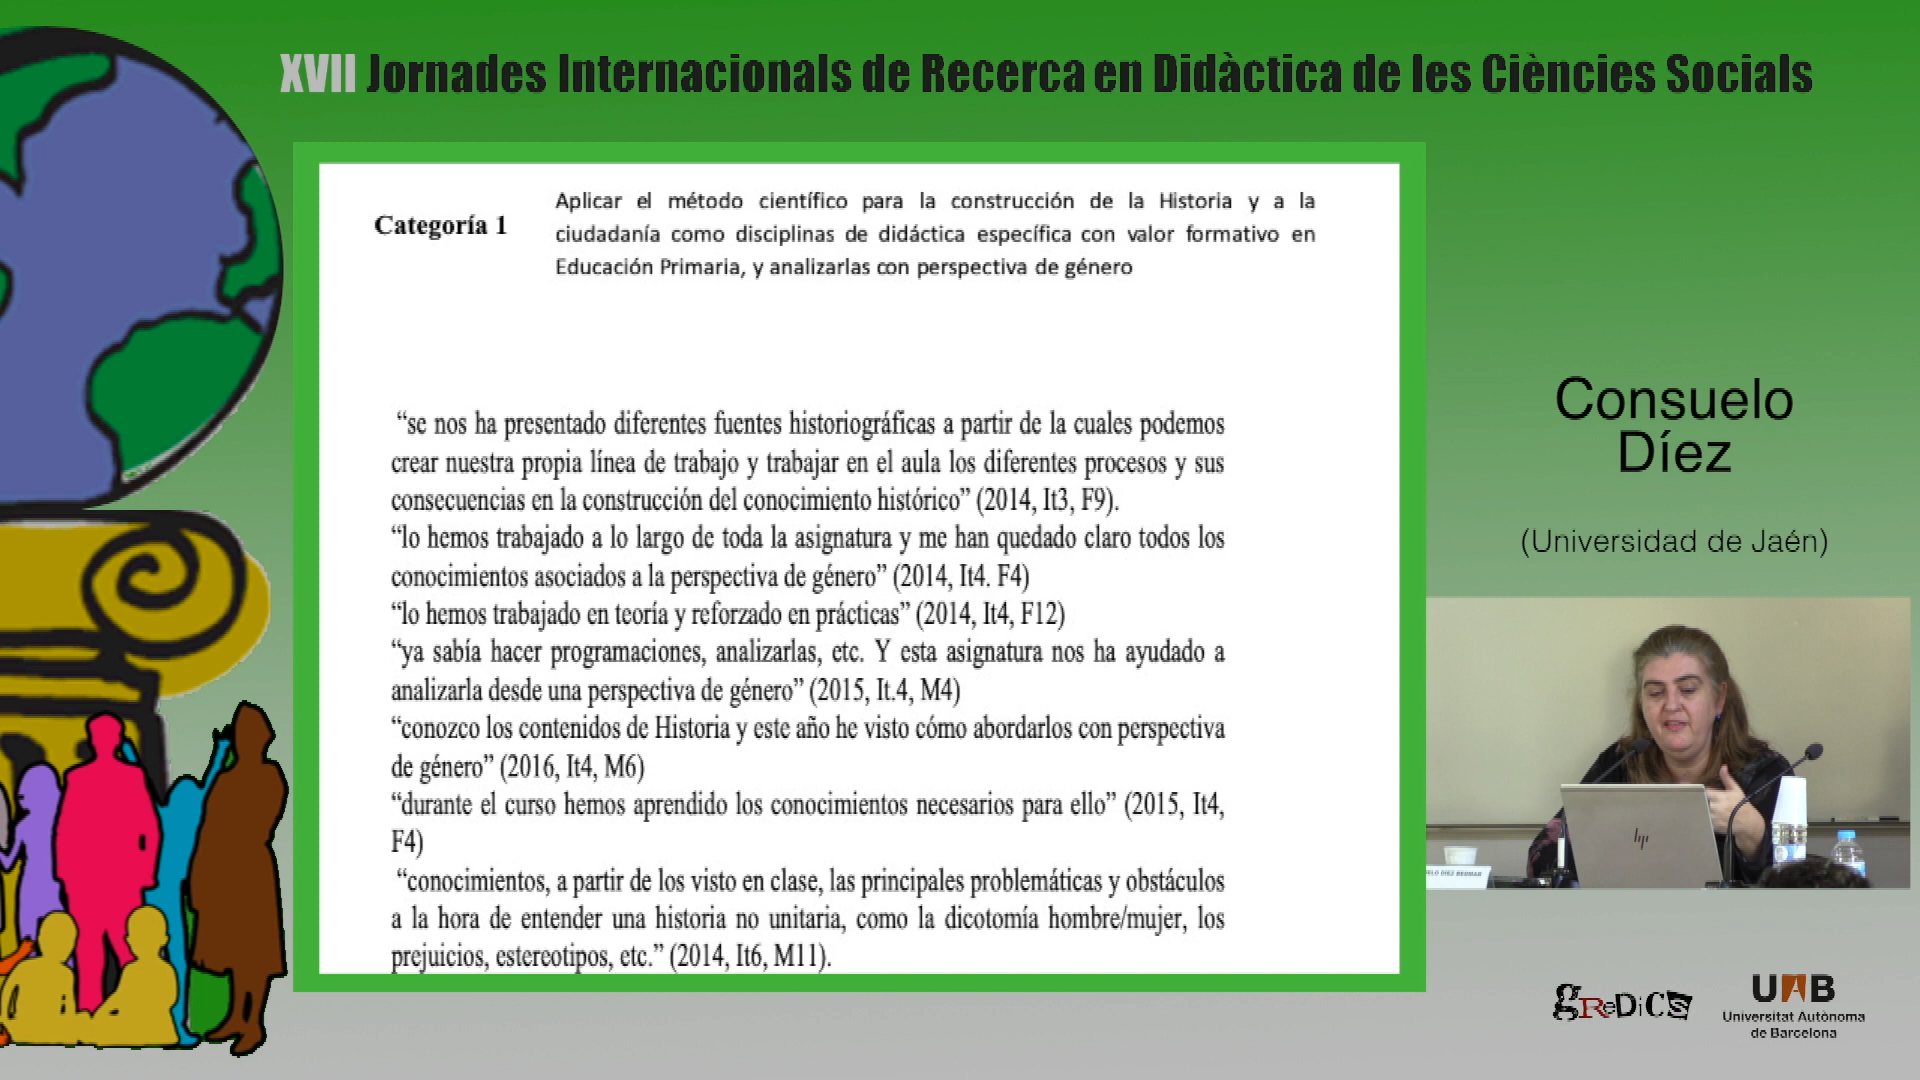 XVII Jornades Internacionals de Recerca en Didàctica de les Ciències Socials
Categoría 1
Aplicar el método científico para la construcción de la Historia y a la
ciudadanía como disciplinas de didáctica específica con valor formativo en
Educación Primaria, y analizarlas con perspectiva de género
“se nos ha presentado diferentes fuentes historiográficas a partir de la cuales podemos
crear nuestra propia línea de trabajo y trabajar en el aula los diferentes procesos y sus
consecuencias en la construcción del conocimiento histórico” (2014, It3, F9).
“lo hemos trabajado a lo largo de toda la asignatura y me han quedado claro todos los
conocimientos asociados a la perspectiva de género” (2014, It4. F4)
“lo hemos trabajado en teoría y reforzado en prácticas” (2014, It4, F12)
“ya sabía hacer programaciones, analizarlas, etc. Y esta asignatura nos ha ayudado a
analizarla desde una perspectiva de género” (2015, It.4, M4)
“conozco los contenidos de Historia y este año he visto cómo abordarlos con perspectiva
de género” (2016, It4, M6)
“durante el curso hemos aprendido los conocimientos necesarios para ello” (2015, It4,
F4)
“conocimientos, a partir de los visto en clase, las principales problemáticas y obstáculos
a la hora de entender una historia no unitaria, como la dicotomía hombre/mujer, los
prejuicios, estereotipos, etc.” (2014, It6, M11).
Consuelo
Díez
(Universidad de Jaén)
hp
ELO DÍEZ BEDMAR
gReDiCs
UAB
Universitat Autònoma
de Barcelona